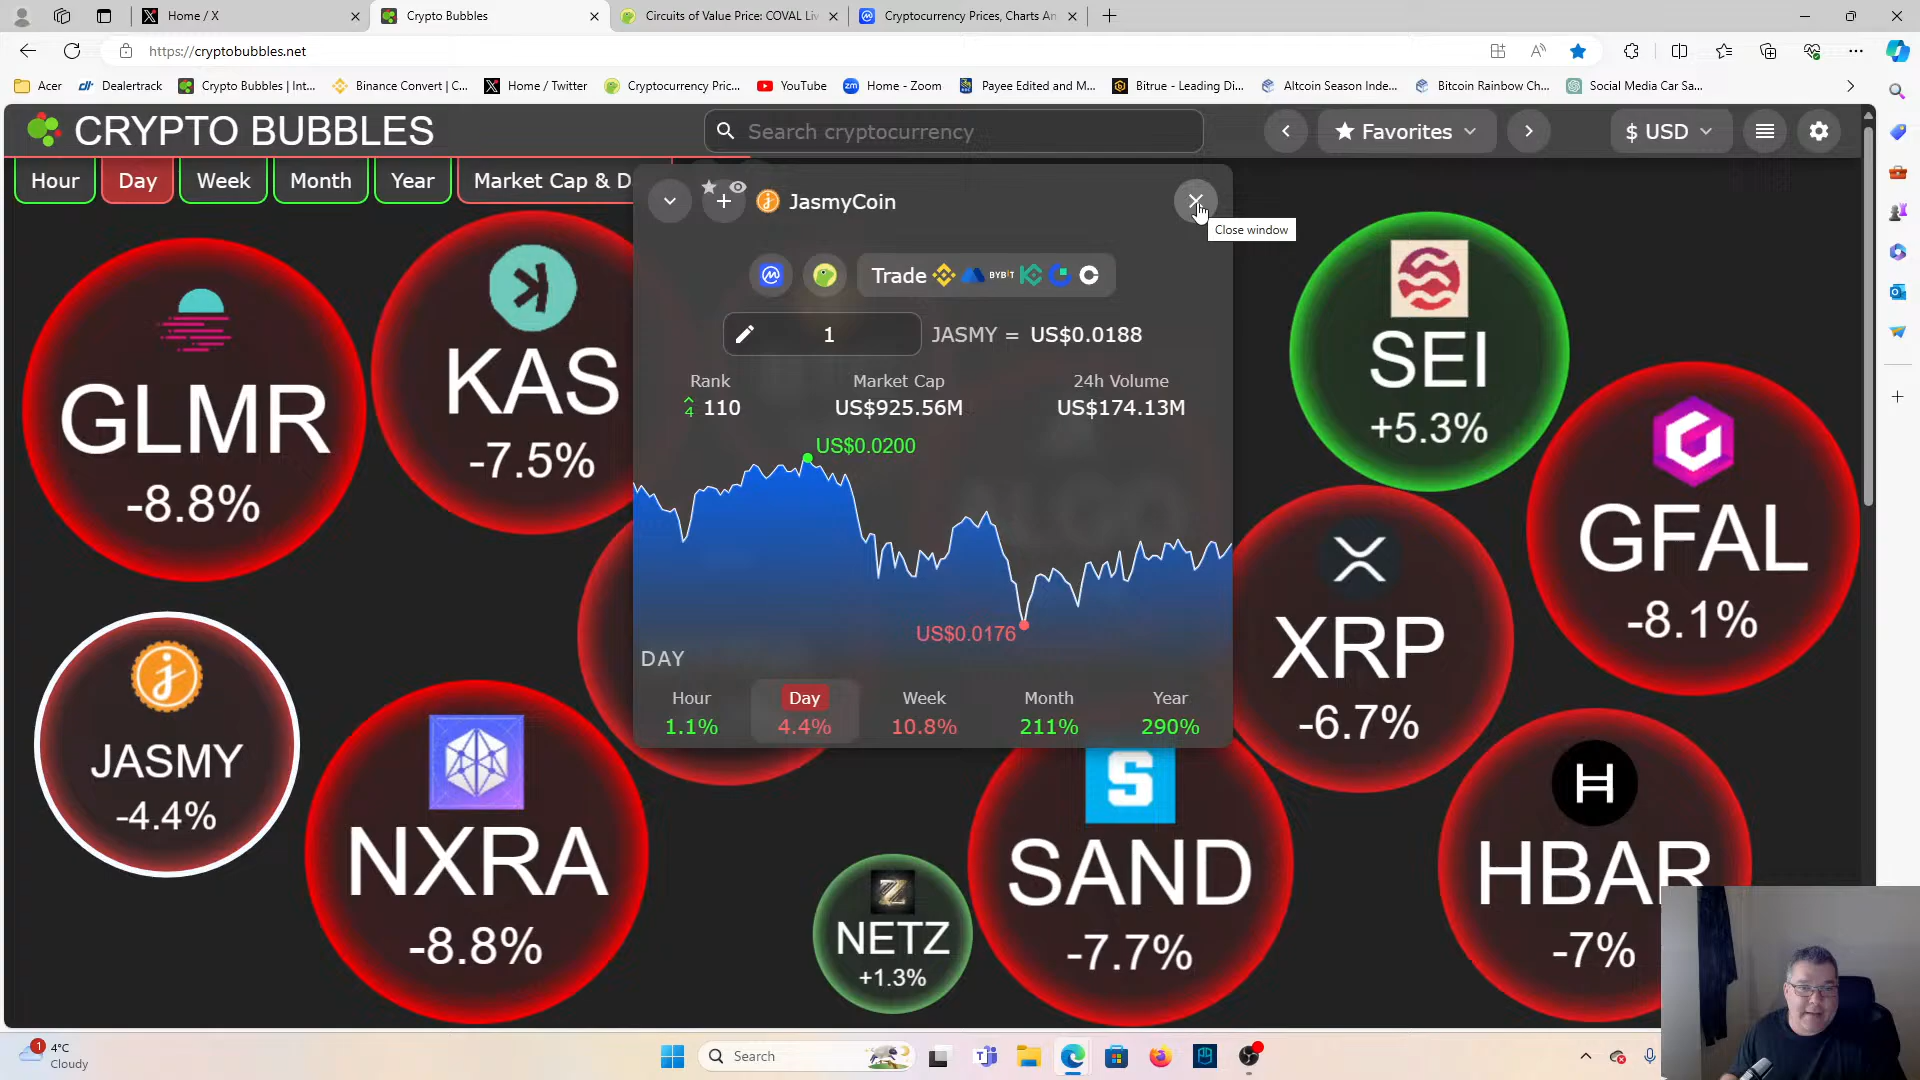 Home / X
Crypto Bubbles
Circuits of Value Price: COVAL Liv
Cryptocurrency Prices, Charts An
https://cryptobubbles.net
Acer
Dealertrack
Crypto Bubbles | Int...
Binance Convert | C...
Home / Twitter
Cryptocurrency Pric...
YouTube
Home - Zoom
Payee Edited and M...
Bitrue - Leading Di...
Altcoin Season Inde...
Bitcoin Rainbow Ch...
Social Media Car Sa...
CRYPTO BUBBLES
Search cryptocurrency
Favorites
$ USD
Hour
Day
Week
Month
Year
Market Cap & D
JasmyCoin
Close window
Trade
BYBIT
1
JASMY = US$0.0188
Rank
Market Cap
24h Volume
4 110
US$925.56M
US$174.13M
US$0.0200
US$0.0176
DAY
Hour
Day
Week
Month
Year
1.1%
4.4%
10.8%
211%
290%
GLMR
-8.8%
KAS
-7.5%
SEI
+5.3%
GFAL
-8.1%
XRP
-6.7%
ALGO
JASMY
-4.4%
NXRA
-8.8%
NETZ
+1.3%
SAND
-7.7%
HBAR
-7%
1
4°C
Cloudy
Search